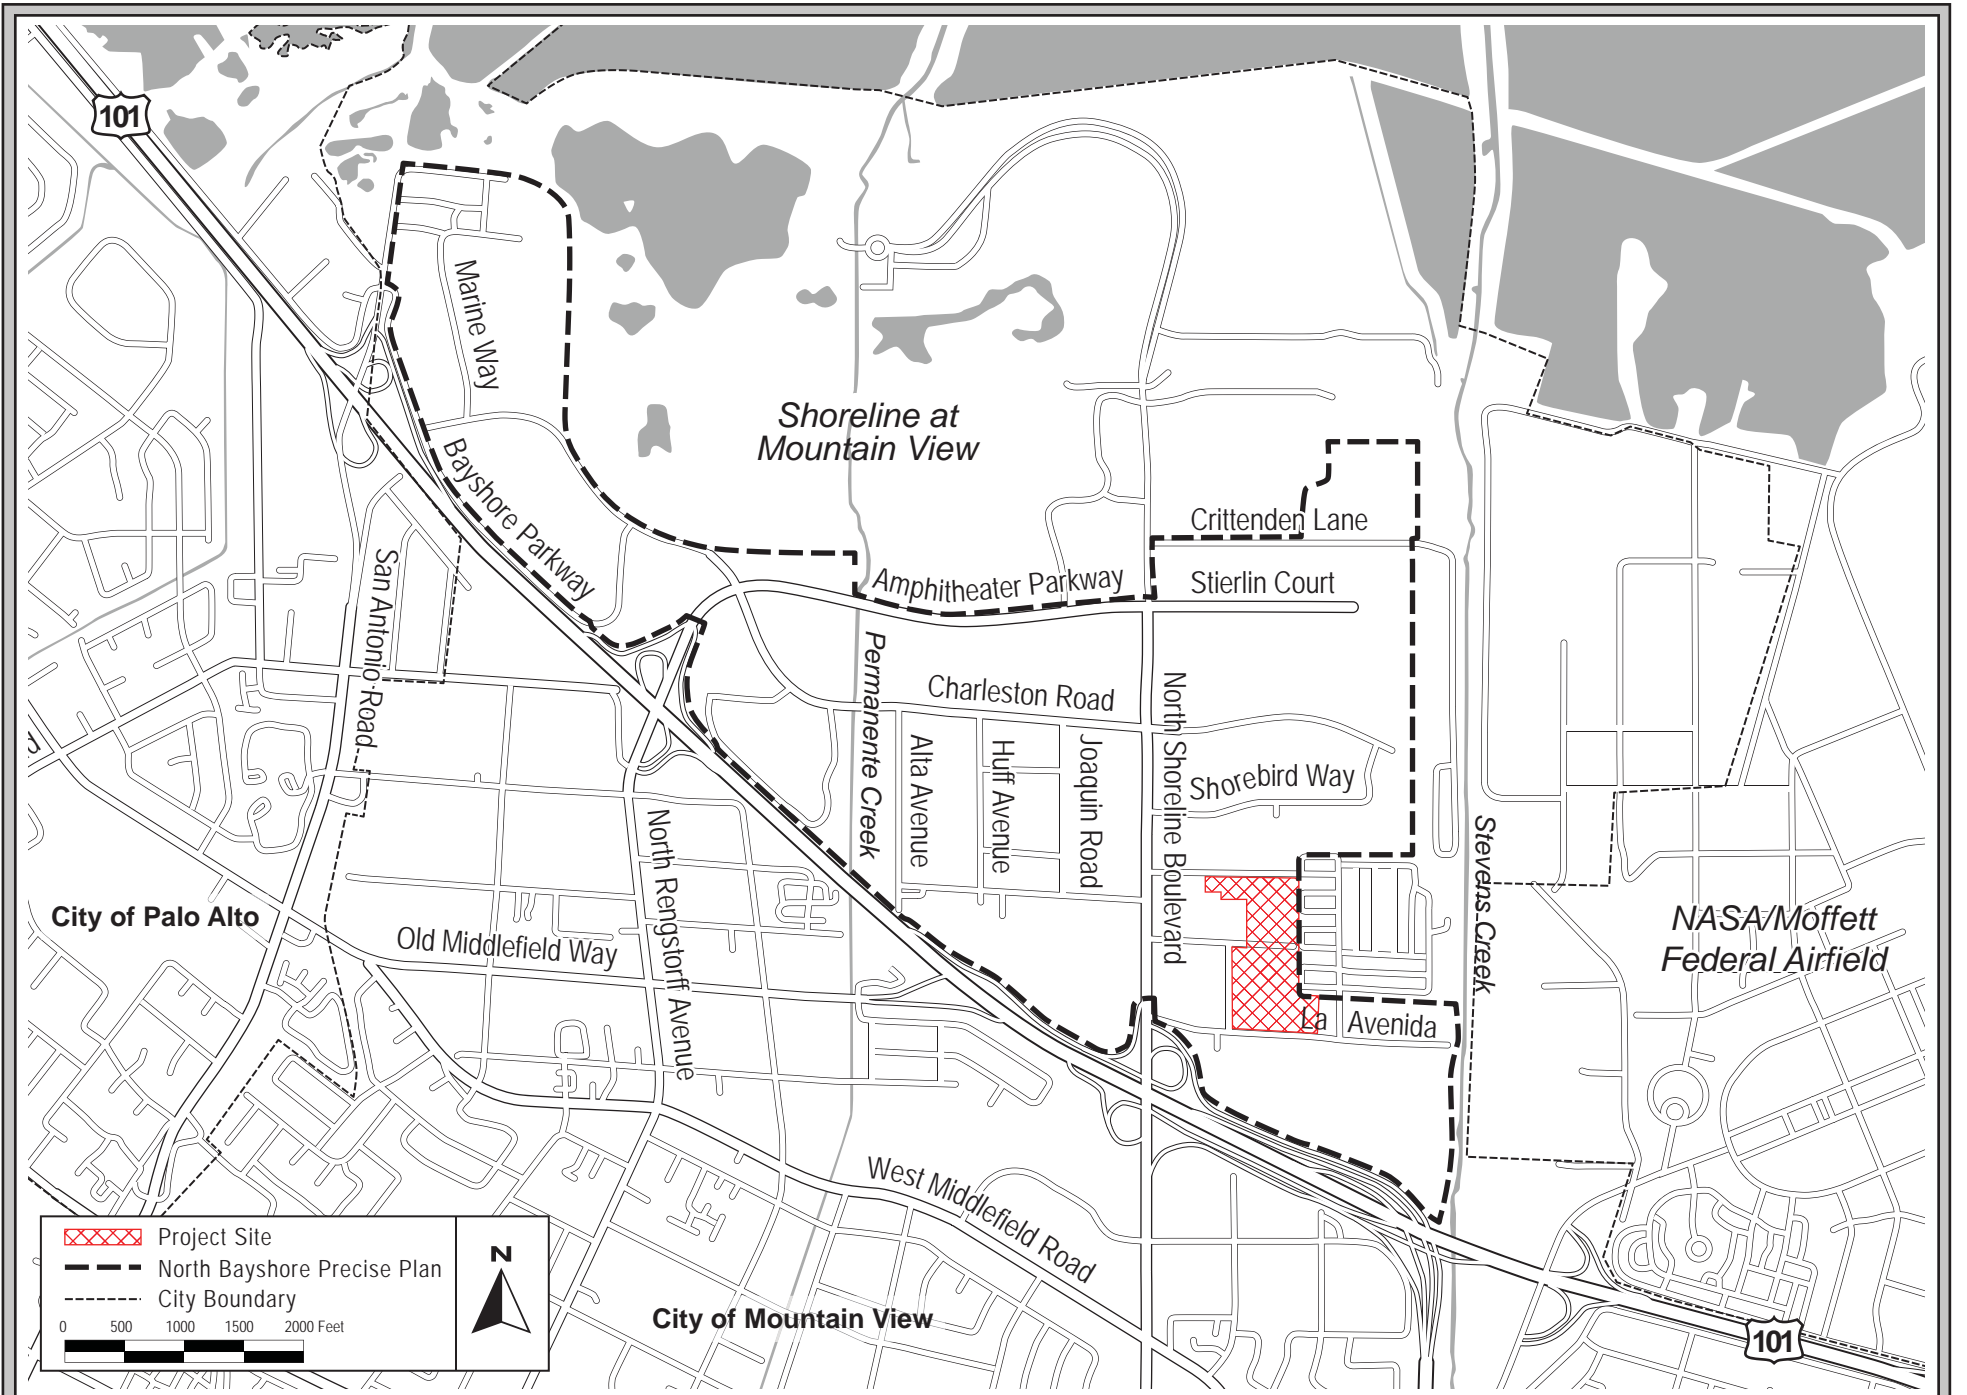 101
Marine Way
Shoreline at
Mountain View
Bayshore Parkway
Crittenden Lane
San Antonio Road
Amphitheater Parkway
Stierlin Court
Permanente Creek
Charleston Road
North Shoreline Boulevard
Alta Avenue
Huff Avenue
Joaquin Road
Shorebird Way
North Rengstorff Avenue
Stevens Creek
City of Palo Alto
Old Middlefield Way
NASA/Moffett
Federal Airfield
La Avenida
West Middlefield Road
City of Mountain View
101
Project Site
North Bayshore Precise Plan
City Boundary
0 500 1000 1500 2000 Feet
N